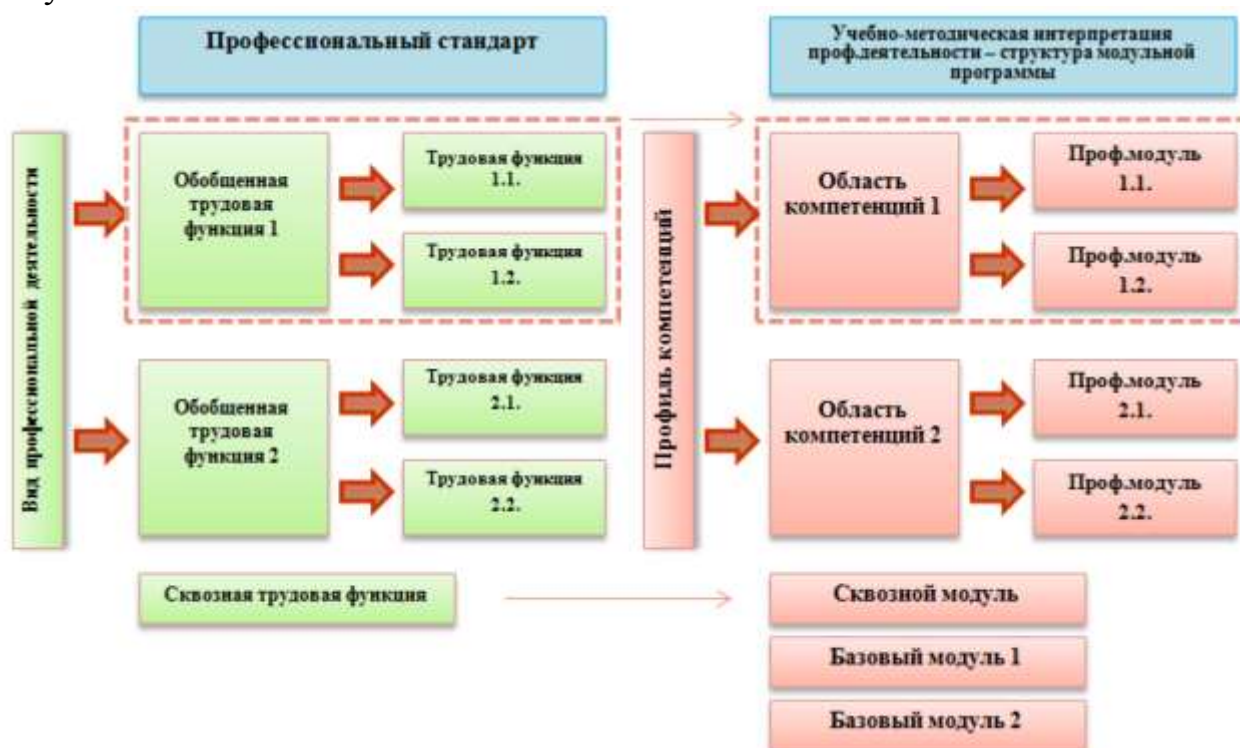 Профессиональный стандарт
Учебно-методическая интерпретация
проф.деятельности – структура модульной
программы
Вид профессиональной деятельности
Обобщенная
трудовая
функция 1
Трудовая функция
1.1.
Трудовая функция
1.2.
Обобщенная
трудовая
функция 2
Трудовая функция
2.1.
Трудовая функция
2.2.
Сквозная трудовая функция
Профиль компетенций
Область
компетенций 1
Проф.модуль
1.1.
Проф.модуль
1.2.
Область
компетенций 2
Проф.модуль
2.1.
Проф.модуль
2.2.
Сквозной модуль
Базовый модуль 1
Базовый модуль 2